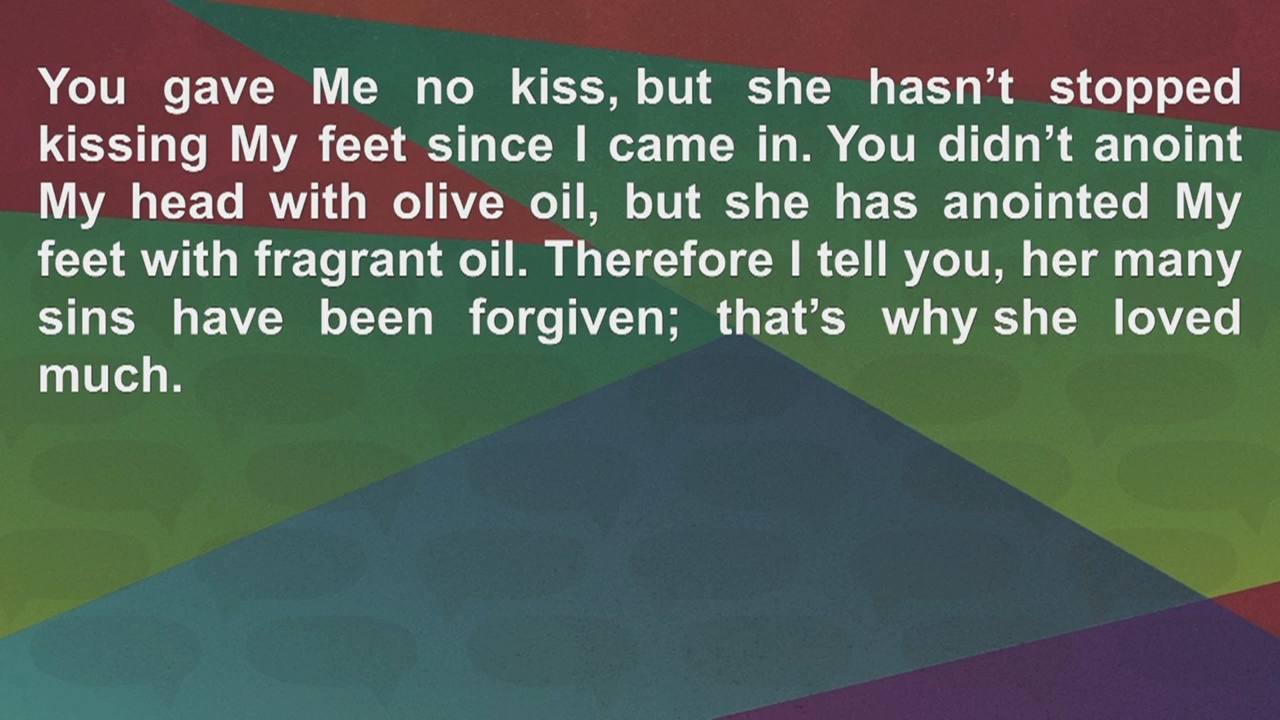 You gave Me no kiss, but she hasn’t stopped
kissing My feet since I came in. You didn’t anoint
My head with olive oil, but she has anointed My
feet with fragrant oil. Therefore I tell you, her many
sins have been forgiven; that’s why she loved
much.